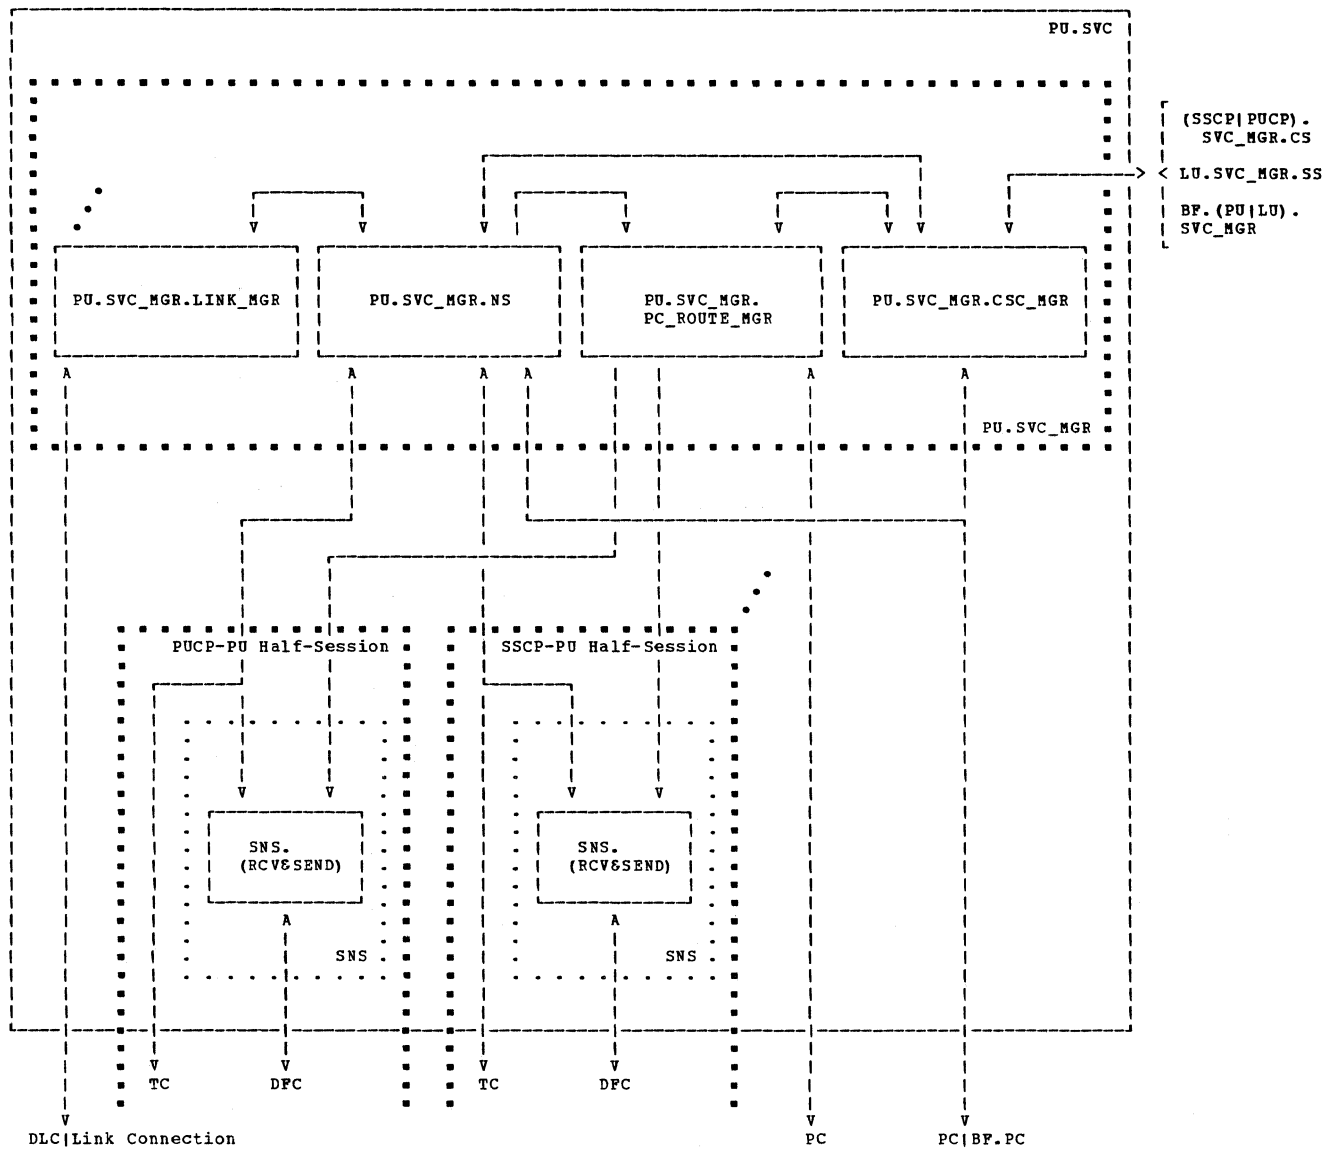 PU.SVC
(SSCP|PUCP).
SVC_MGR.CS
LU.SVC_MGR.SS
BF.(PU|LU).
SVC_MGR
PU.SVC_MGR.LINK_MGR
PU.SVC_MGR.NS
PU.SVC_MGR.
PC_ROUTE_MGR
PU.SVC_MGR.CSC_MGR
PU.SVC_MGR
PUCP-PU Half-Session
SSCP-PU Half-Session
SNS.
(RCV&SEND)
SNS.
(RCV&SEND)
SNS
SNS
TC
DFC
TC
DFC
DLC|Link Connection
PC
PC|BF.PC